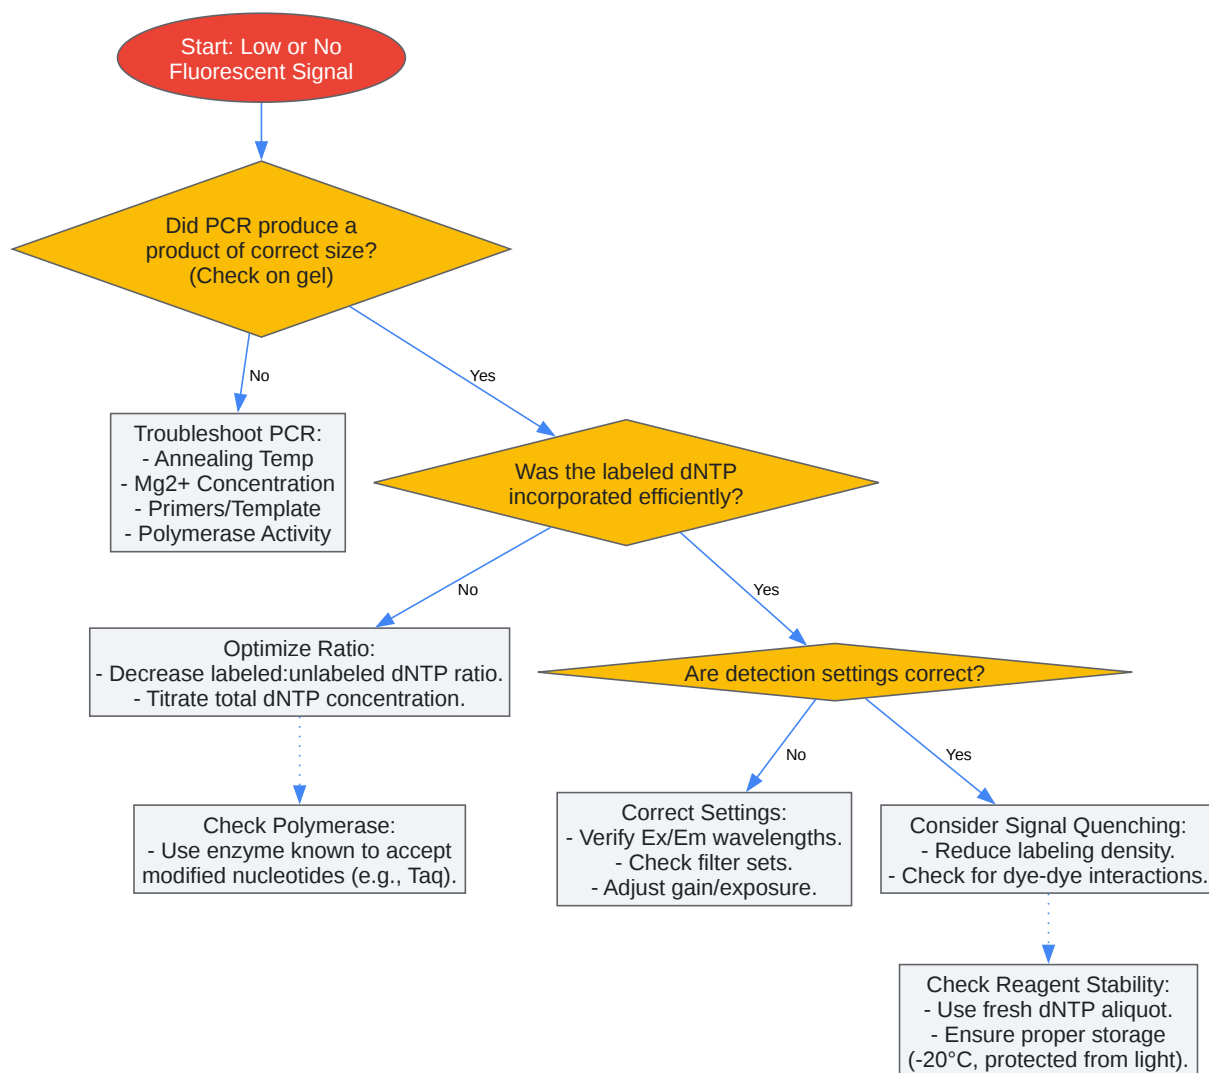 Start: Low or No
Fluorescent Signal
Did PCR produce a
product of correct size?
(Check on gel)
No
Yes
Troubleshoot PCR:
- Annealing Temp
- Mg2+ Concentration
- Primers/Template
- Polymerase Activity
Was the labeled dNTP
incorporated efficiently?
No
Yes
Optimize Ratio:
- Decrease labeled:unlabeled dNTP ratio.
- Titrate total dNTP concentration.
Are detection settings correct?
No
Yes
Check Polymerase:
- Use enzyme known to accept
modified nucleotides (e.g., Taq).
Correct Settings:
- Verify Ex/Em wavelengths.
- Check filter sets.
- Adjust gain/exposure.
Consider Signal Quenching:
- Reduce labeling density.
- Check for dye-dye interactions.
Check Reagent Stability:
- Use fresh dNTP aliquot.
- Ensure proper storage
(-20°C, protected from light).